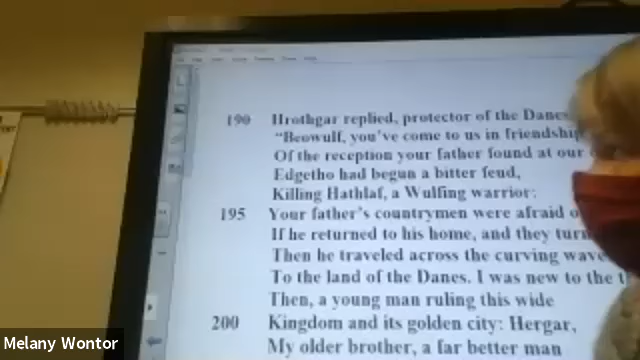 190 Hrothgar replied, protector of the Danes
"Beowulf, you've come to us in friendship
Of the reception your father found at our
Edgetho had begun a bitter feud,
Killing Hathlaf, a Wulfing warrior:
195 Your father's countrymen were afraid o
If he returned to his home, and they turn
Then he traveled across the curving wave
To the land of the Danes. I was new to the t
Then, a young man ruling this wide
200 Kingdom and its golden city: Hergar,
My older brother, a far better man
Melany Wontor